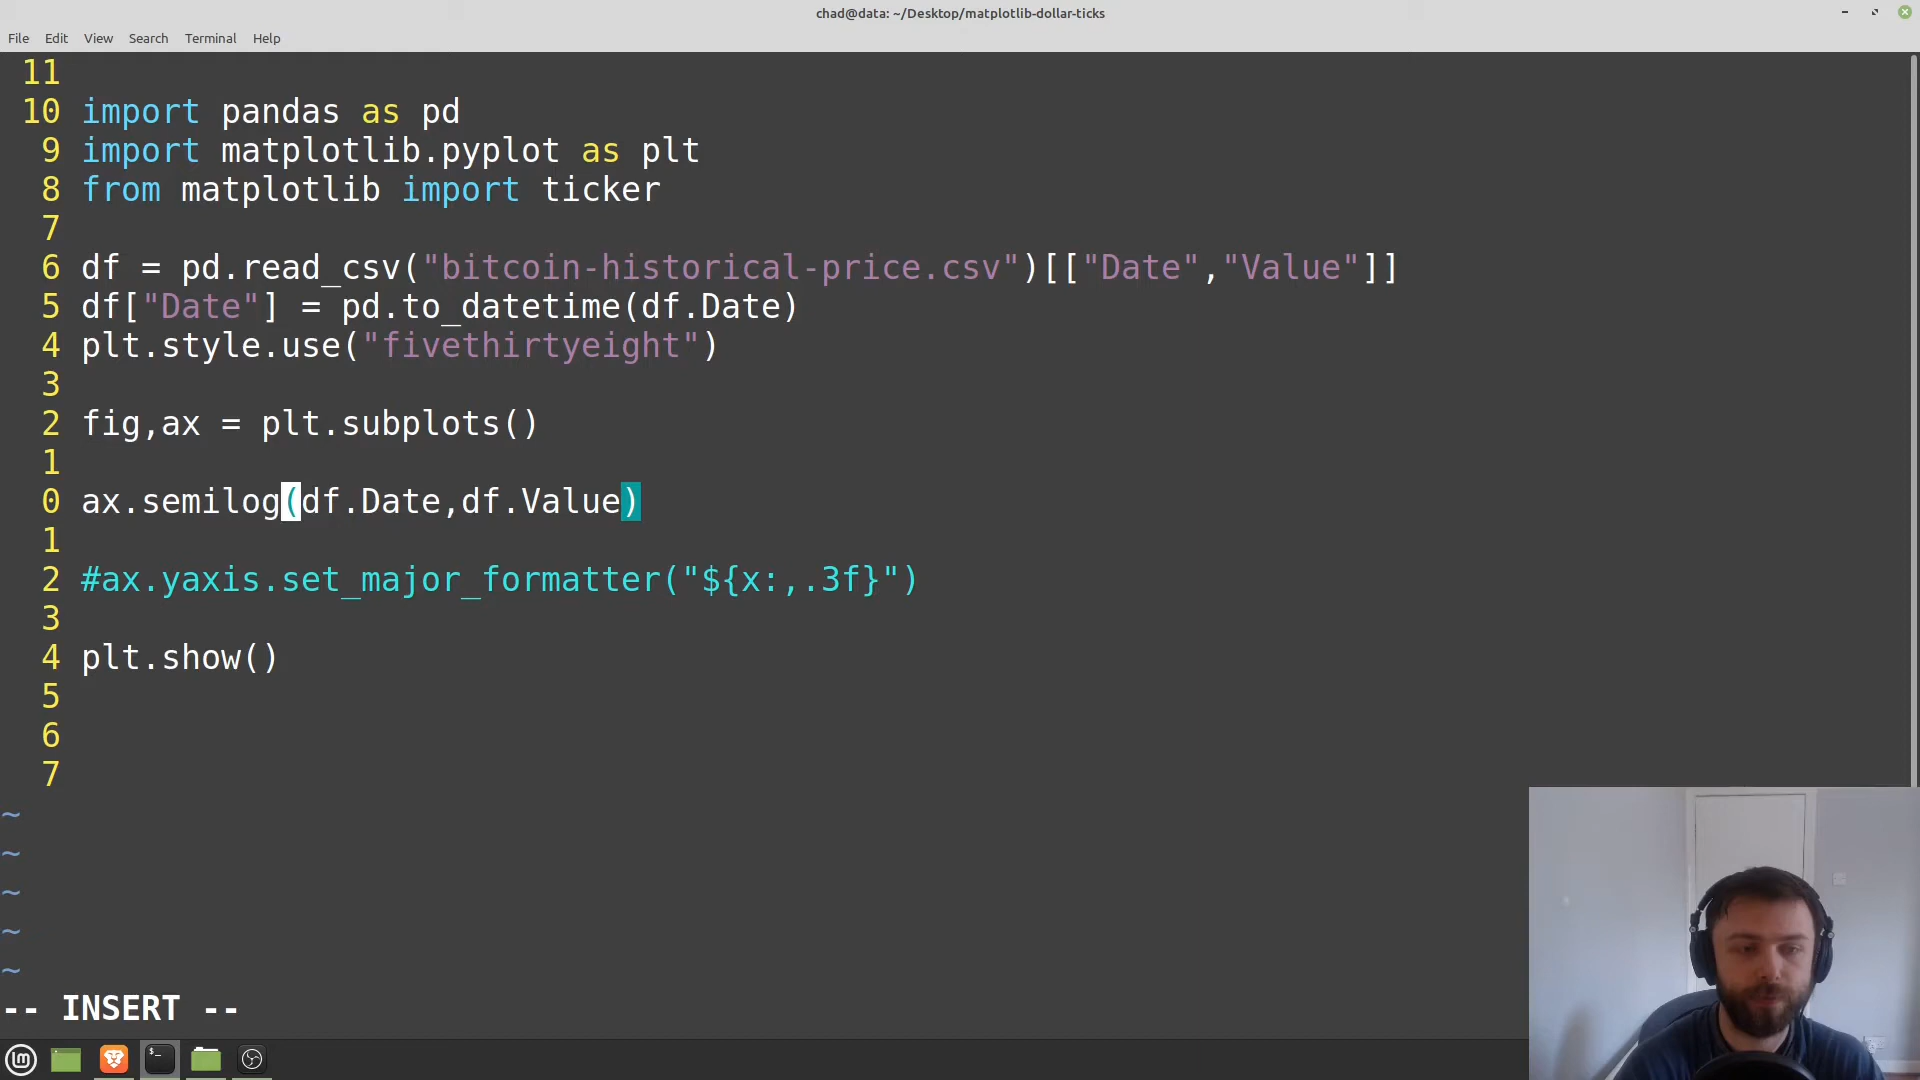 chad@data: ~/Desktop/matplotlib-dollar-ticks
File Edit View Search Terminal Help
11
10 import pandas as pd
9 import matplotlib.pyplot as plt
8 from matplotlib import ticker
7
6 df = pd.read_csv("bitcoin-historical-price.csv")[["Date","Value"]]
5 df["Date"] = pd.to_datetime(df.Date)
4 plt.style.use("fivethirtyeight")
3
2 fig,ax = plt.subplots()
1
0 ax.semilog(df.Date,df.Value)
1
2 #ax.yaxis.set_major_formatter("${x:,.3f}")
3
4 plt.show()
5
6
7
~
~
~
~
~
-- INSERT --